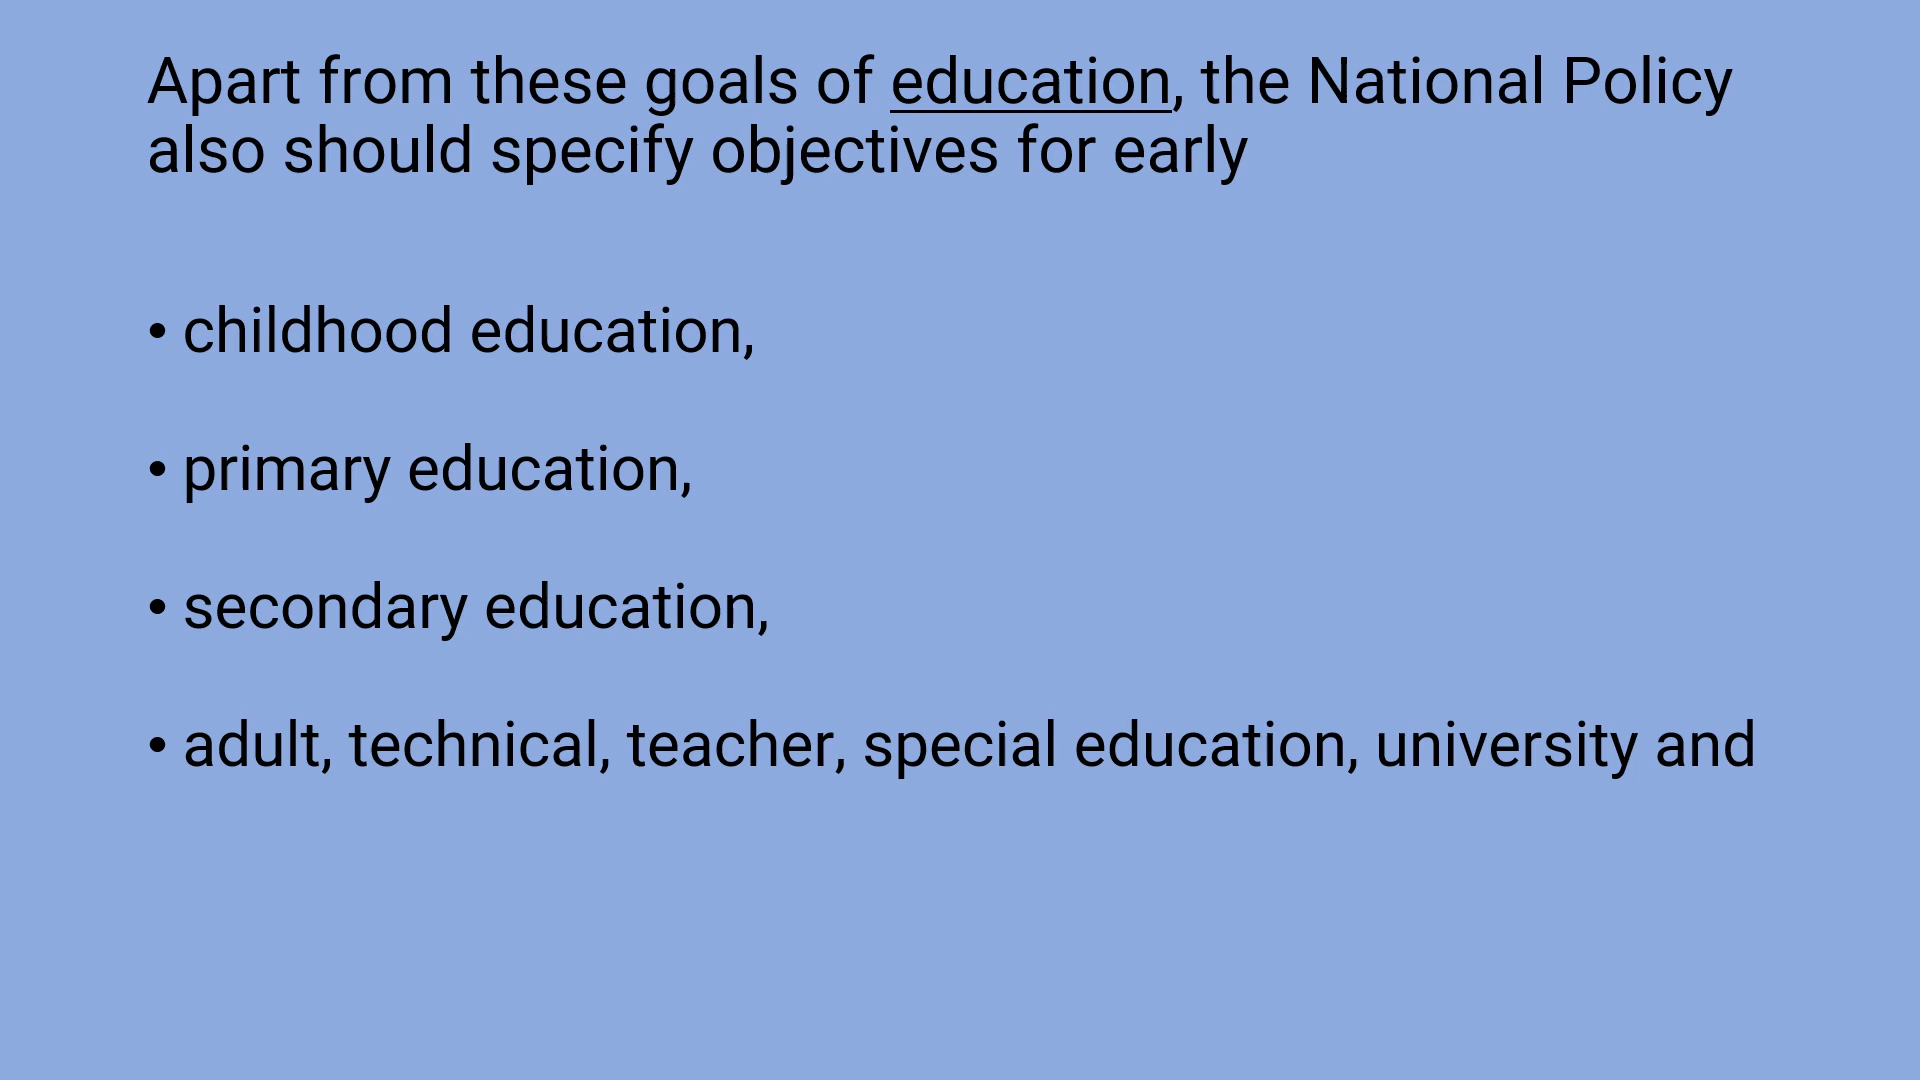 Apart from these goals of education, the National Policy
also should specify objectives for early
• childhood education,
• primary education,
• secondary education,
• adult, technical, teacher, special education, university and